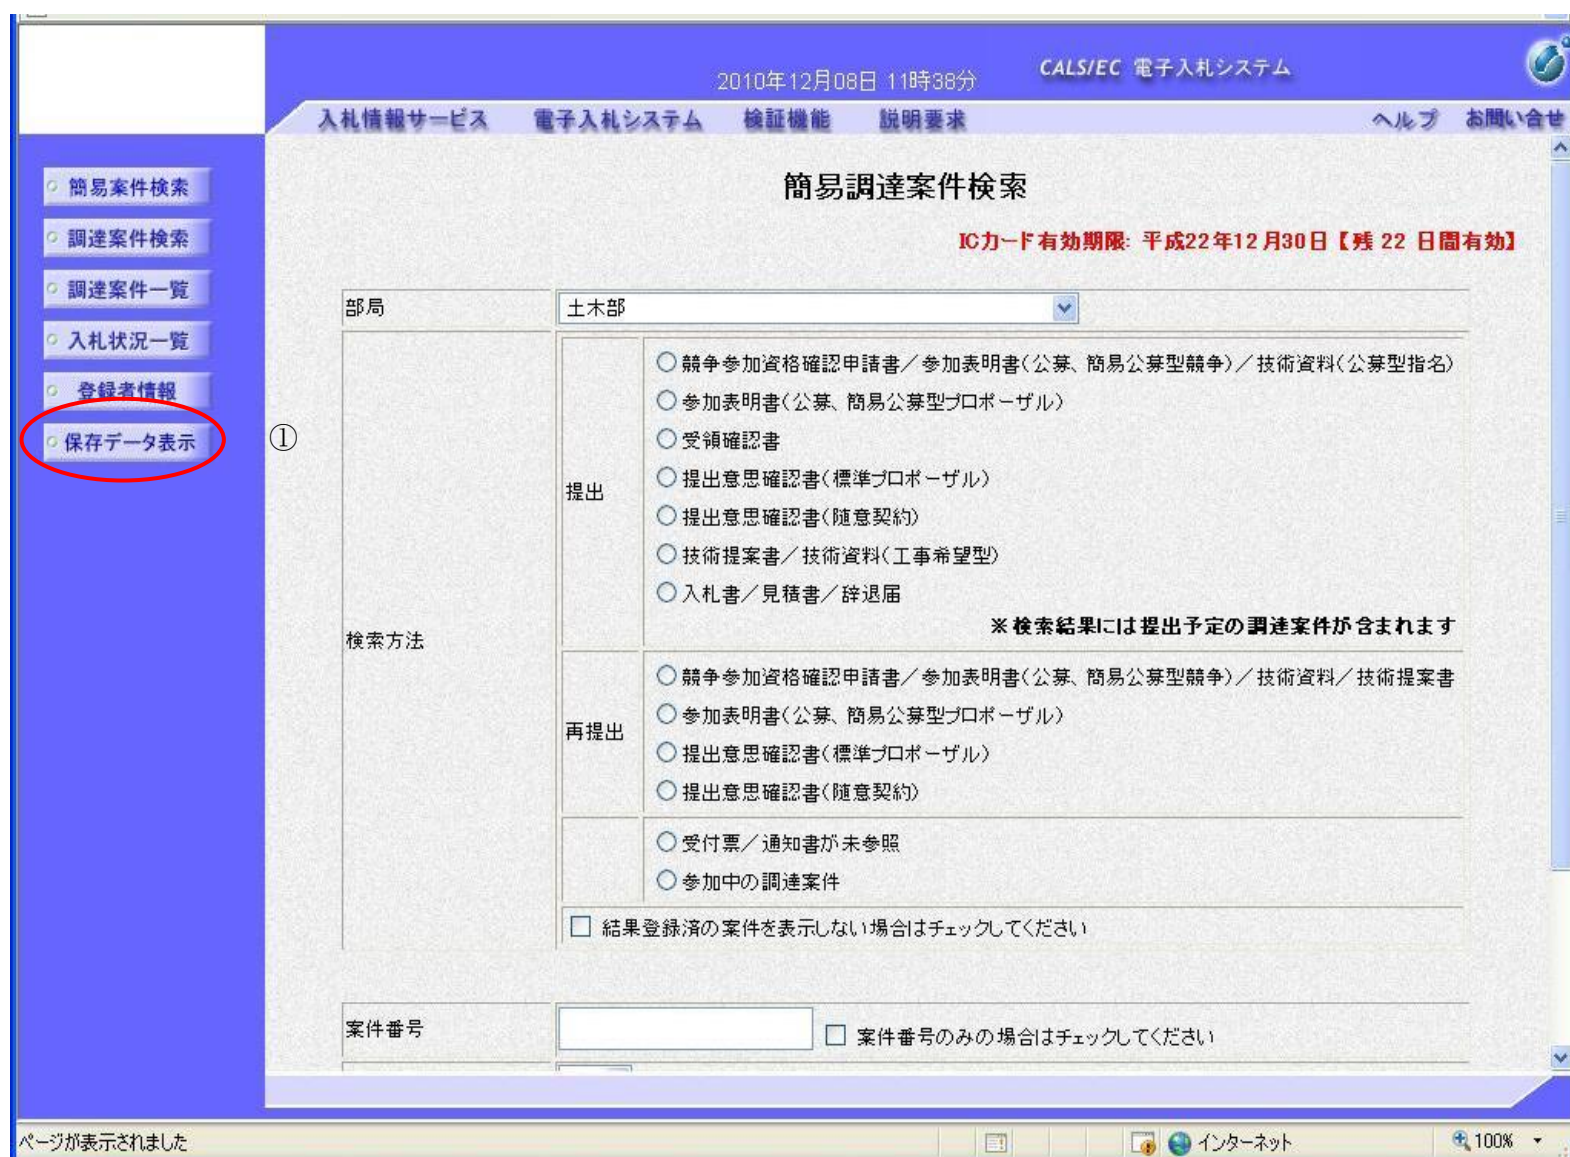 2010年12月08日 11時38分
CALS/EC 電子入札システム
入札情報サービス 電子入札システム 検証機能 説明要求 ヘルプ お問い合せ
簡易案件検索
調達案件検索
調達案件一覧
入札状況一覧
登録者情報
保存データ表示
①
簡易調達案件検索
ICカード有効期限: 平成22年12月30日【残 22 日間有効】
部局
土木部
検索方法
提出
競争参加資格確認申請書／参加表明書(公募、簡易公募型競争)／技術資料(公募型指名)
参加表明書(公募、簡易公募型プロポーザル)
受領確認書
提出意思確認書(標準プロポーザル)
提出意思確認書(随意契約)
技術提案書／技術資料(工事希望型)
入札書／見積書／辞退届
※検索結果には提出予定の調達案件が含まれます
再提出
競争参加資格確認申請書／参加表明書(公募、簡易公募型競争)／技術資料／技術提案書
参加表明書(公募、簡易公募型プロポーザル)
提出意思確認書(標準プロポーザル)
提出意思確認書(随意契約)
受付票／通知書が未参照
参加中の調達案件
結果登録済の案件を表示しない場合はチェックしてください
案件番号
案件番号のみの場合はチェックしてください
ページが表示されました
インターネット
100%